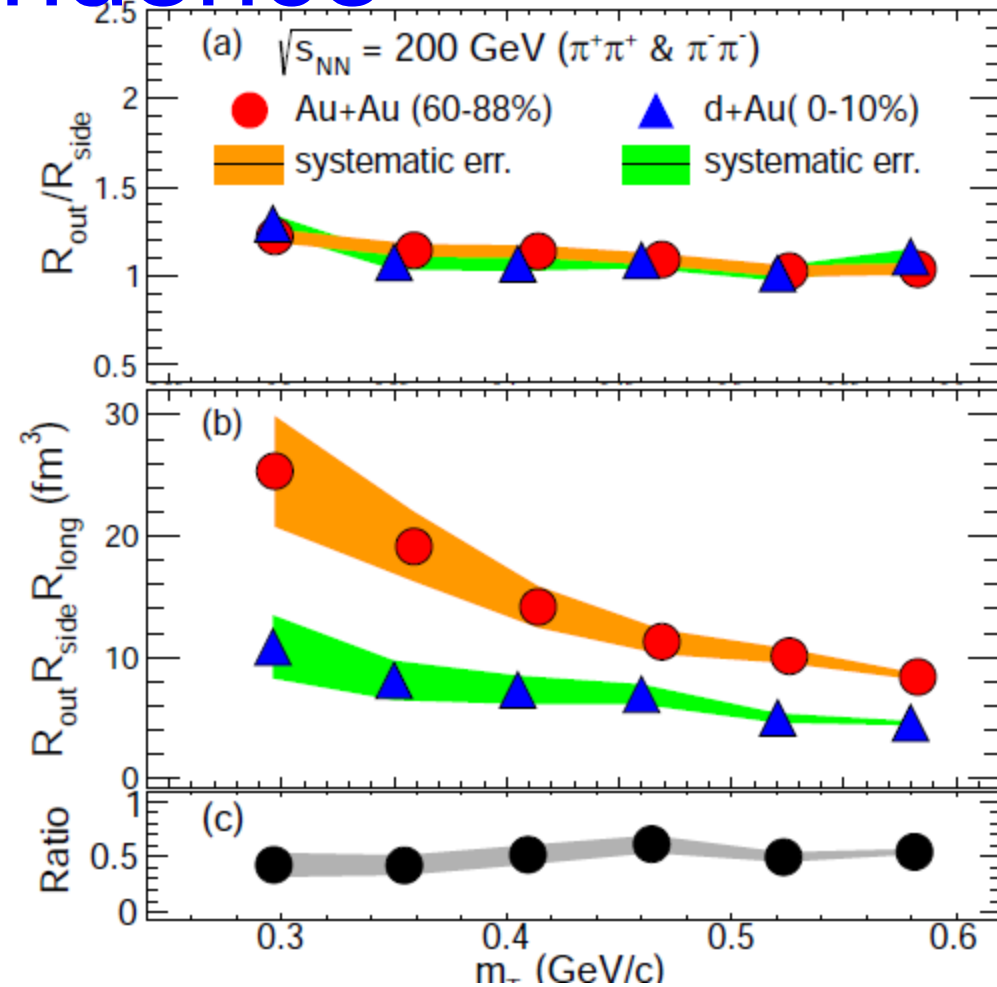 2.5
(a) √sNN = 200 GeV (π+π+ & π-π-)
2
Au+Au (60-88%) d+Au( 0-10%)
systematic err. systematic err.
1.5
Rout/Rside
1
0.5
30
(b)
20
RoutRsideRlong (fm3)
10
0
1
(c)
Ratio
0.5
0
0.3 0.4 0.5 0.6
mT (GeV/c)